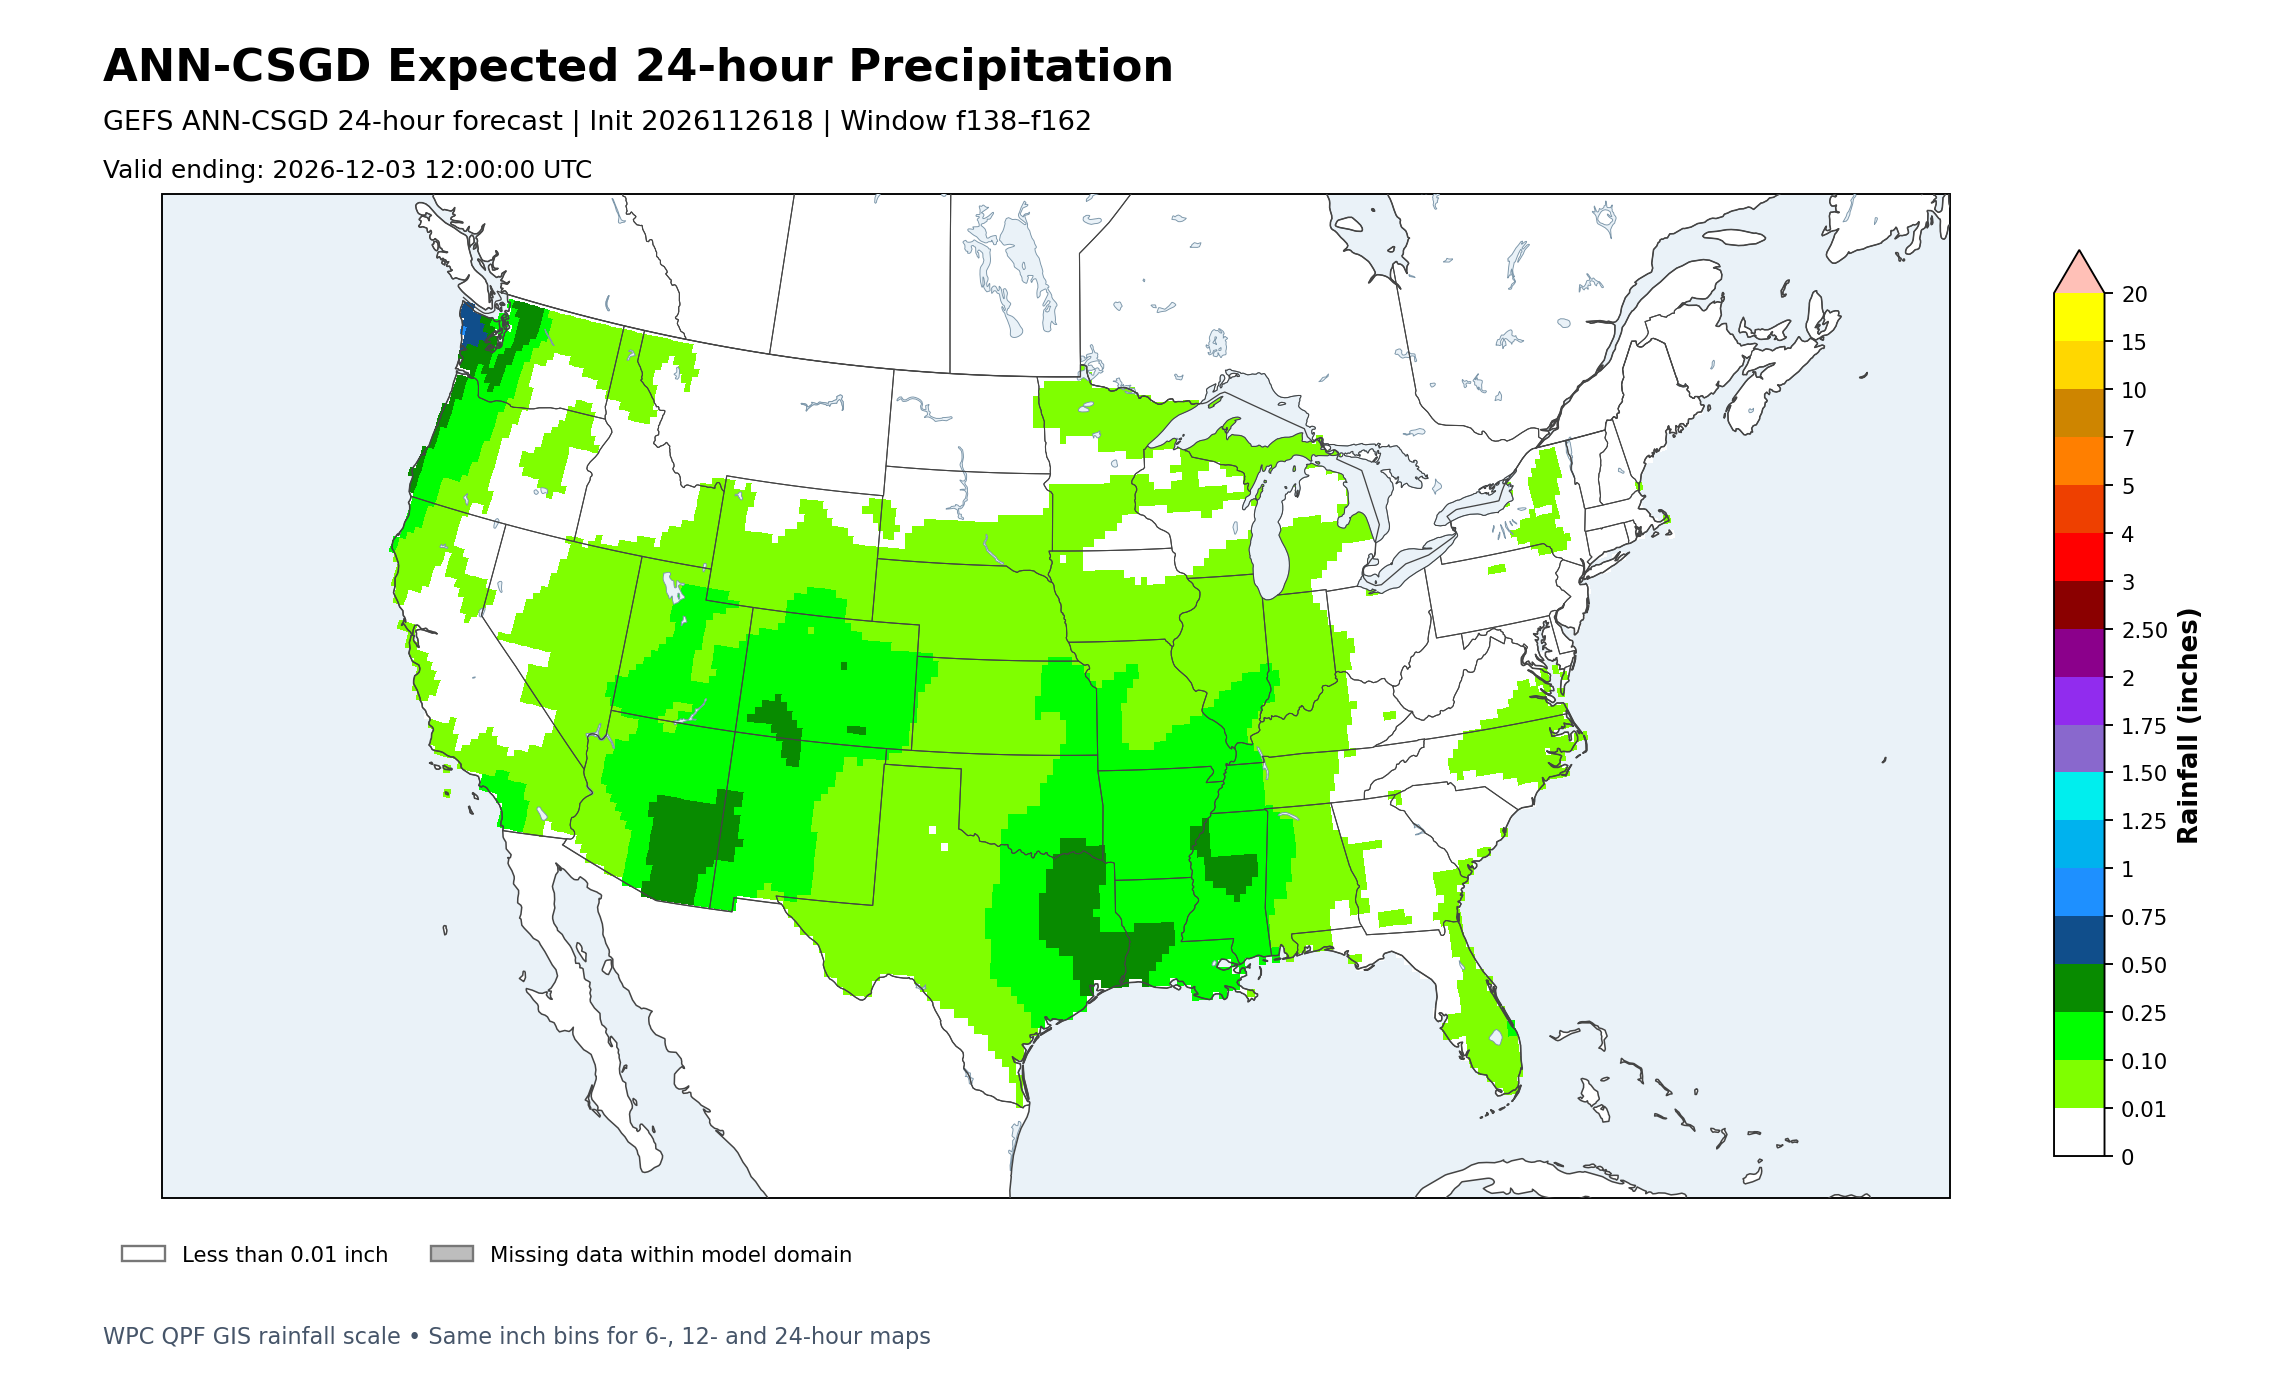 ANN-CSGD Expected 24-hour Precipitation
GEFS ANN-CSGD 24-hour forecast | Init 2026112618 | Window f138–f162
Valid ending: 2026-12-03 12:00:00 UTC
20
15
10
7
5
4
3
2.50
2
1.75
1.50
1.25
1
0.75
0.50
0.25
0.10
0.01
0
Rainfall (inches)
Less than 0.01 inch
Missing data within model domain
WPC QPF GIS rainfall scale • Same inch bins for 6-, 12- and 24-hour maps